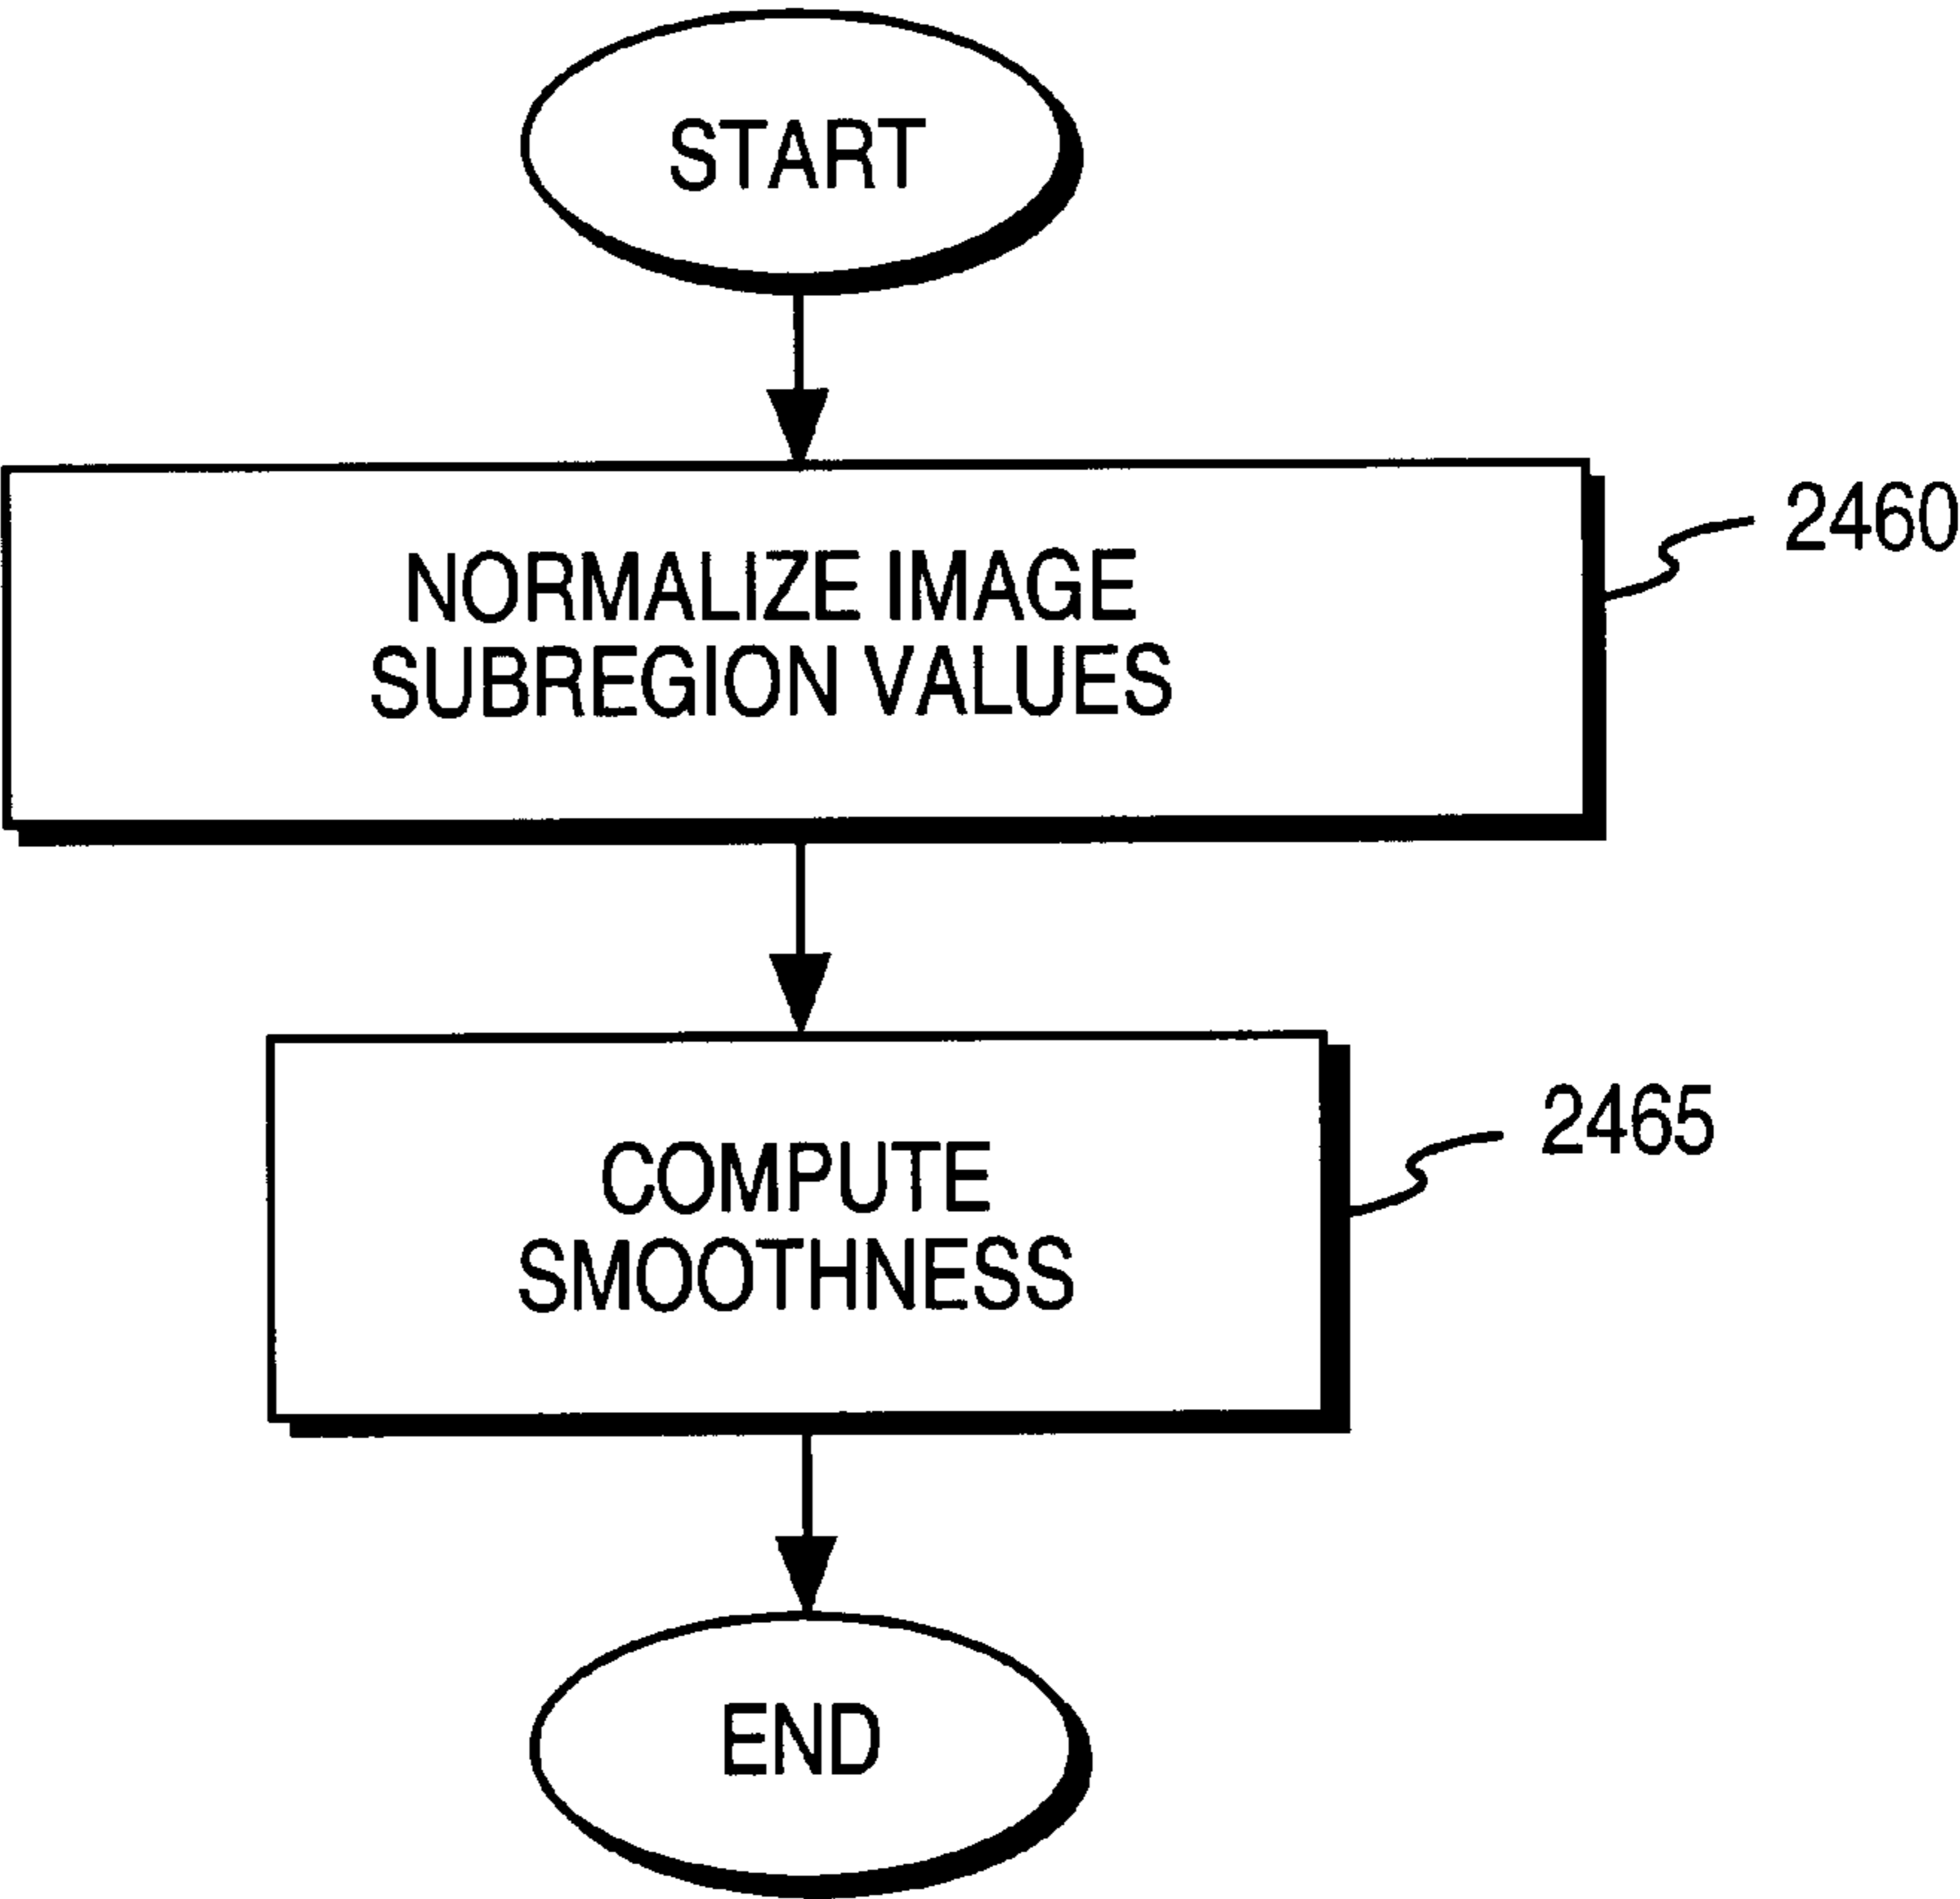 START
NORMALIZE IMAGE
SUBREGION VALUES
2460
COMPUTE
SMOOTHNESS
2465
END